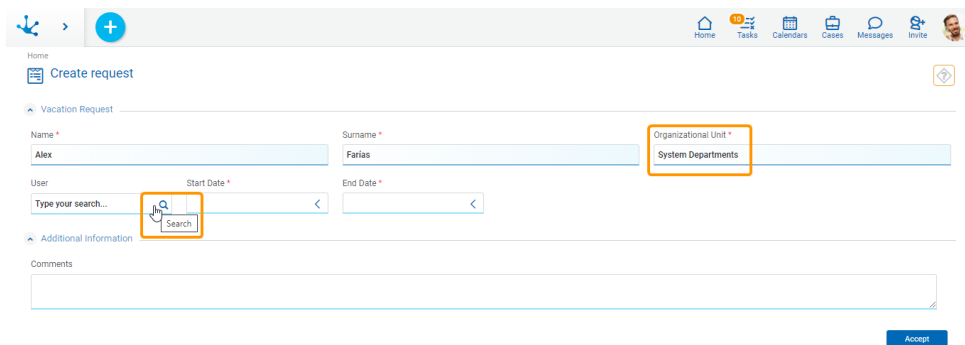 10
Home Tasks Calendars Cases Messages Invite
Home
Create request
Vacation Request
Name * Surname * Organizational Unit *
Alex Farías System Departments
User Start Date * End Date *
Type your search...
Search
Additional Information
Comments
Accept